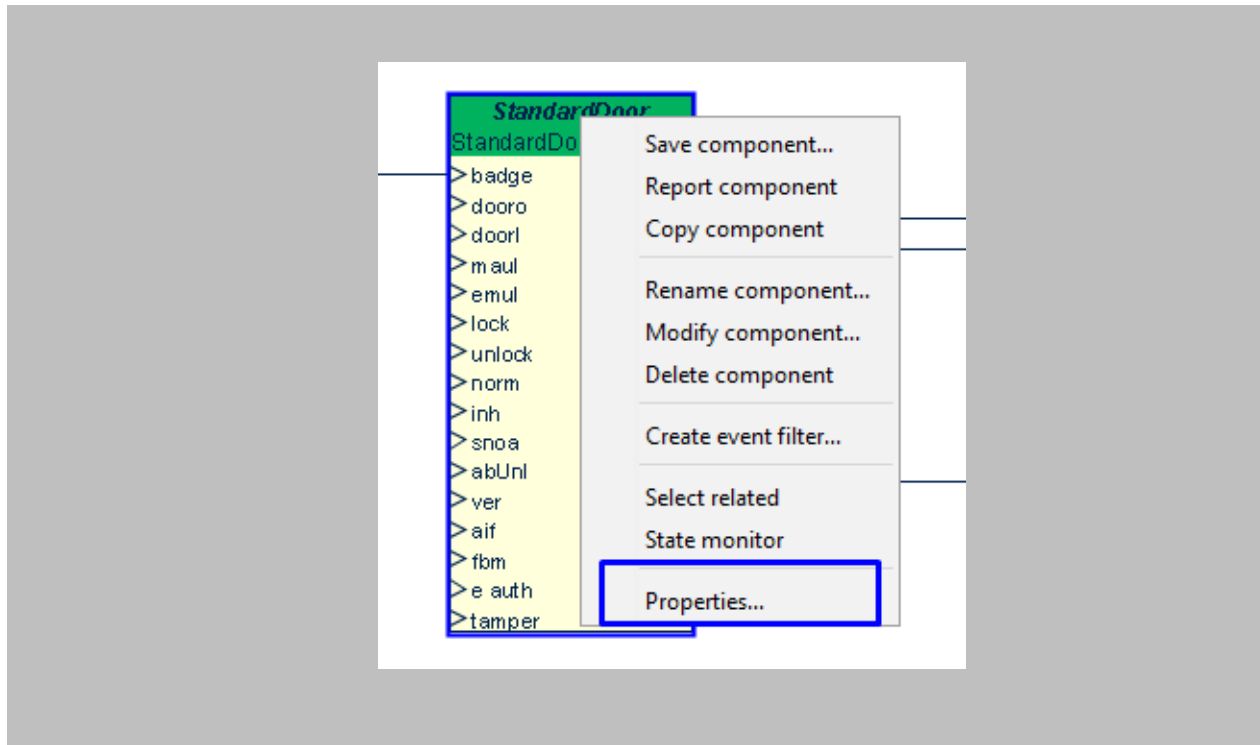 StandardDoor
StandardDo
badge
dooro
doorl
maul
emul
lock
unlock
norm
inh
snoa
abUnl
ver
aif
fbm
e auth
tamper
Save component...
Report component
Copy component
Rename component...
Modify component...
Delete component
Create event filter...
Select related
State monitor
Properties...